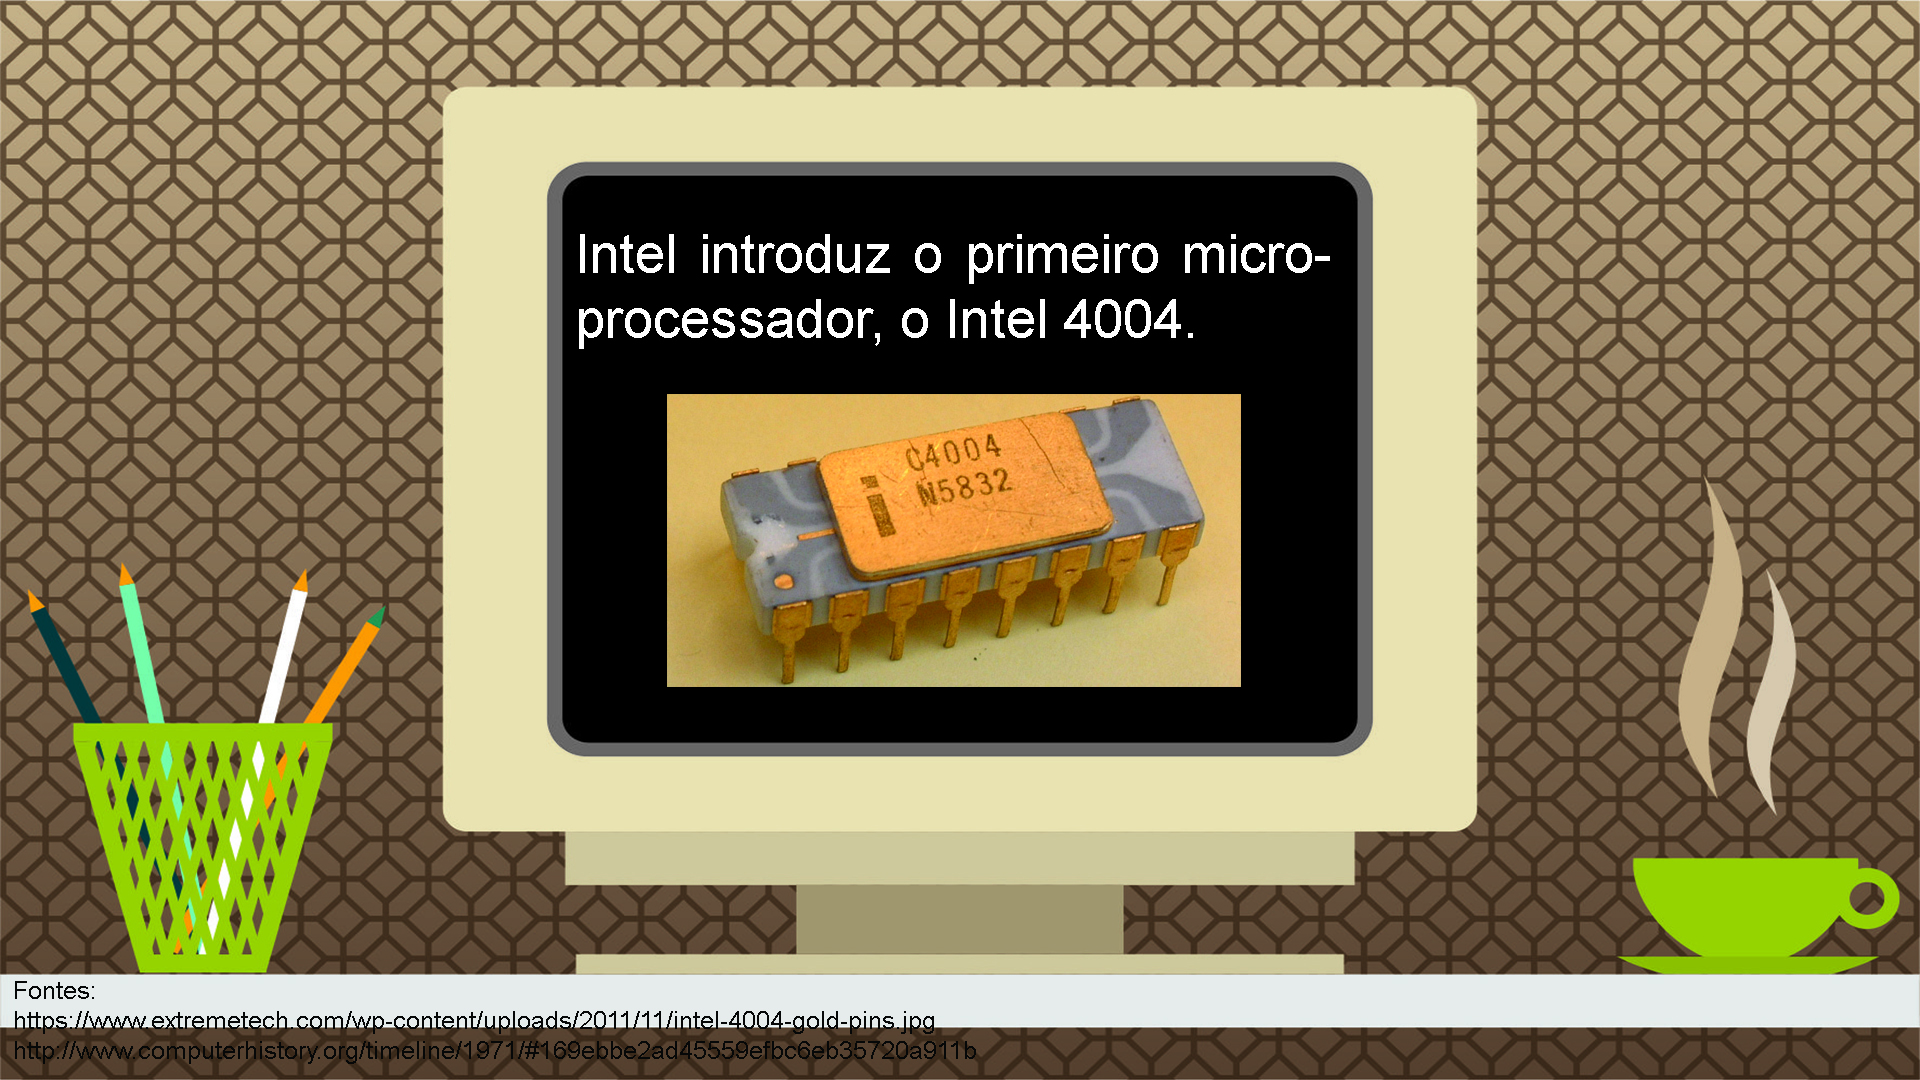 Intel introduz o primeiro micro-
processador, o Intel 4004.
C4004
N5832
i
Fontes:
https://www.extremetech.com/wp-content/uploads/2011/11/intel-4004-gold-pins.jpg
http://www.computerhistory.org/timeline/1971/#169ebbe2ad45559efbc6eb35720a911b